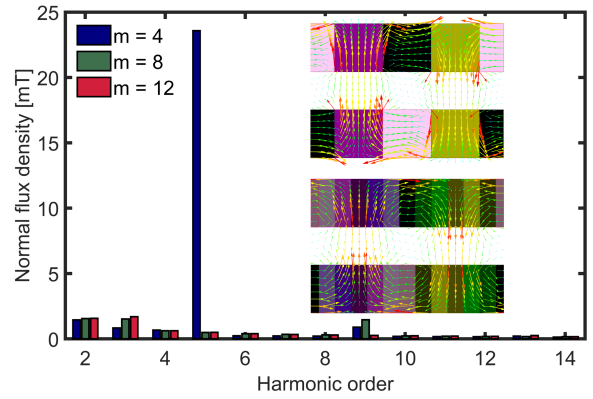 Normal flux density [mT]
25
20
15
10
5
0
m = 4
m = 8
m = 12
2
4
6
8
10
12
14
Harmonic order